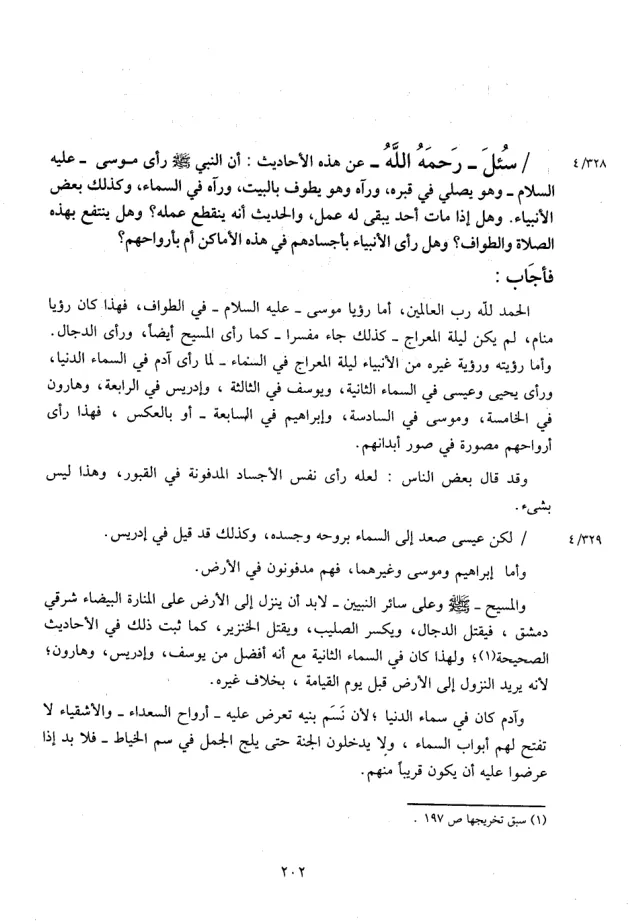 ٤/٣٢٨ / سُئلَ ـ رَحمَهُ اللَّهُ ـ عن هذه الأحاديث : أن النبي ﷺ رأى موسى ـ عليه
السلام ـ وهو يصلي في قبره، ورآه وهو يطوف بالبيت، ورآه في السماء، وكذلك بعض
الأنبياء. وهل إذا مات أحد يبقى له عمل، والحديث أنه ينقطع عمله؟ وهل ينتفع بهذه
الصلاة والطواف؟ وهل رأى الأنبياء بأجسادهم في هذه الأماكن أم بأرواحهم؟
فأجَاب :
الحمد لله رب العالمين، أما رؤيا موسى ـ عليه السلام ـ في الطواف، فهذا كان رؤيا
منام، لم يكن ليلة المعراج ـ كذلك جاء مفسرا ـ كما رأى المسيح أيضاً، ورأى الدجال.
وأما رؤيته ورؤية غيره من الأنبياء ليلة المعراج في السماء ـ لما رأى آدم في السماء الدنيا،
ورأى يحيى وعيسى في السماء الثانية، ويوسف في الثالثة ، وإدريس في الرابعة، وهارون
في الخامسة، وموسى في السادسة، وإبراهيم في السابعة ـ أو بالعكس ، فهذا رأى
أرواحهم مصورة في صور أبدانهم.
وقد قال بعض الناس : لعله رأى نفس الأجساد المدفونة في القبور، وهذا ليس
بشىء.
٤/٣٢٩ / لكن عيسى صعد إلى السماء بروحه وجسده، وكذلك قد قيل في إدريس.
وأما إبراهيم وموسى وغيرهما، فهم مدفونون في الأرض.
والمسيح ـ ﷺ وعلى سائر النبيين ـ لابد أن ينزل إلى الأرض على المنارة البيضاء شرقي
دمشق ، فيقتل الدجال، ويكسر الصليب، ويقتل الخنزير، كما ثبت ذلك في الأحاديث
الصحيحة(١)؛ ولهذا كان في السماء الثانية مع أنه أفضل من يوسف، وإدريس، وهارون؛
لأنه يريد النزول إلى الأرض قبل يوم القيامة ، بخلاف غيره.
وآدم كان في سماء الدنيا ؛لأن نَسَم بنيه تعرض عليه ـ أرواح السعداء ـ والأشقياء لا
تفتح لهم أبواب السماء ، ولا يدخلون الجنة حتى يلج الجمل في سم الخياط ـ فلا بد إذا
عرضوا عليه أن يكون قريباً منهم.
(١) سبق تخريجها ص ١٩٧ .
٢٠٢